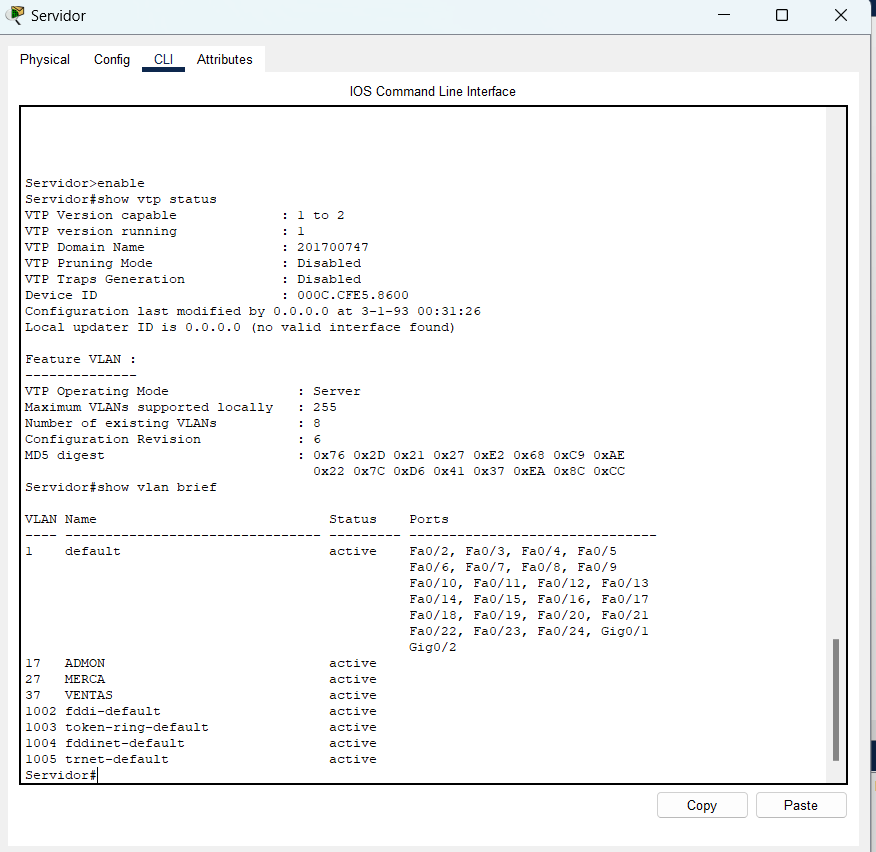 Servidor
Physical Config CLI Attributes
IOS Command Line Interface
Servidor>enable
Servidor#show vtp status
VTP Version capable : 1 to 2
VTP version running : 1
VTP Domain Name : 201700747
VTP Pruning Mode : Disabled
VTP Traps Generation : Disabled
Device ID : 000C.CFE5.8600
Configuration last modified by 0.0.0.0 at 3-1-93 00:31:26
Local updater ID is 0.0.0.0 (no valid interface found)
Feature VLAN :
--------------
VTP Operating Mode : Server
Maximum VLANs supported locally : 255
Number of existing VLANs : 8
Configuration Revision : 6
MD5 digest : 0x76 0x2D 0x21 0x27 0xE2 0x68 0xC9 0xAE
0x22 0x7C 0xD6 0x41 0x37 0xEA 0x8C 0xCC
Servidor#show vlan brief
VLAN Name Status Ports
---- -------------------------------- --------- -------------------------------
1 default active Fa0/2, Fa0/3, Fa0/4, Fa0/5
Fa0/6, Fa0/7, Fa0/8, Fa0/9
Fa0/10, Fa0/11, Fa0/12, Fa0/13
Fa0/14, Fa0/15, Fa0/16, Fa0/17
Fa0/18, Fa0/19, Fa0/20, Fa0/21
Fa0/22, Fa0/23, Fa0/24, Gig0/1
Gig0/2
17 ADMON active
27 MERCA active
37 VENTAS active
1002 fddi-default active
1003 token-ring-default active
1004 fddinet-default active
1005 trnet-default active
Servidor#
Copy Paste